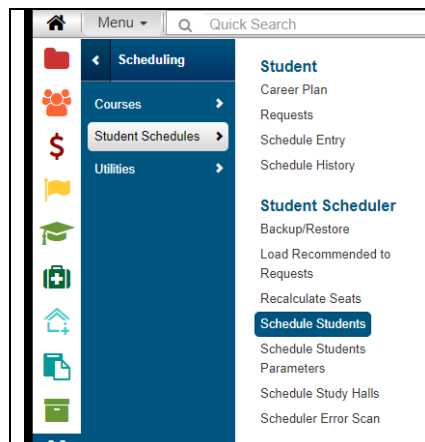 Menu
Quick Search
Scheduling
Courses
Student Schedules
Utilities
Student
Career Plan
Requests
Schedule Entry
Schedule History
Student Scheduler
Backup/Restore
Load Recommended to
Requests
Recalculate Seats
Schedule Students
Schedule Students
Parameters
Schedule Study Halls
Scheduler Error Scan